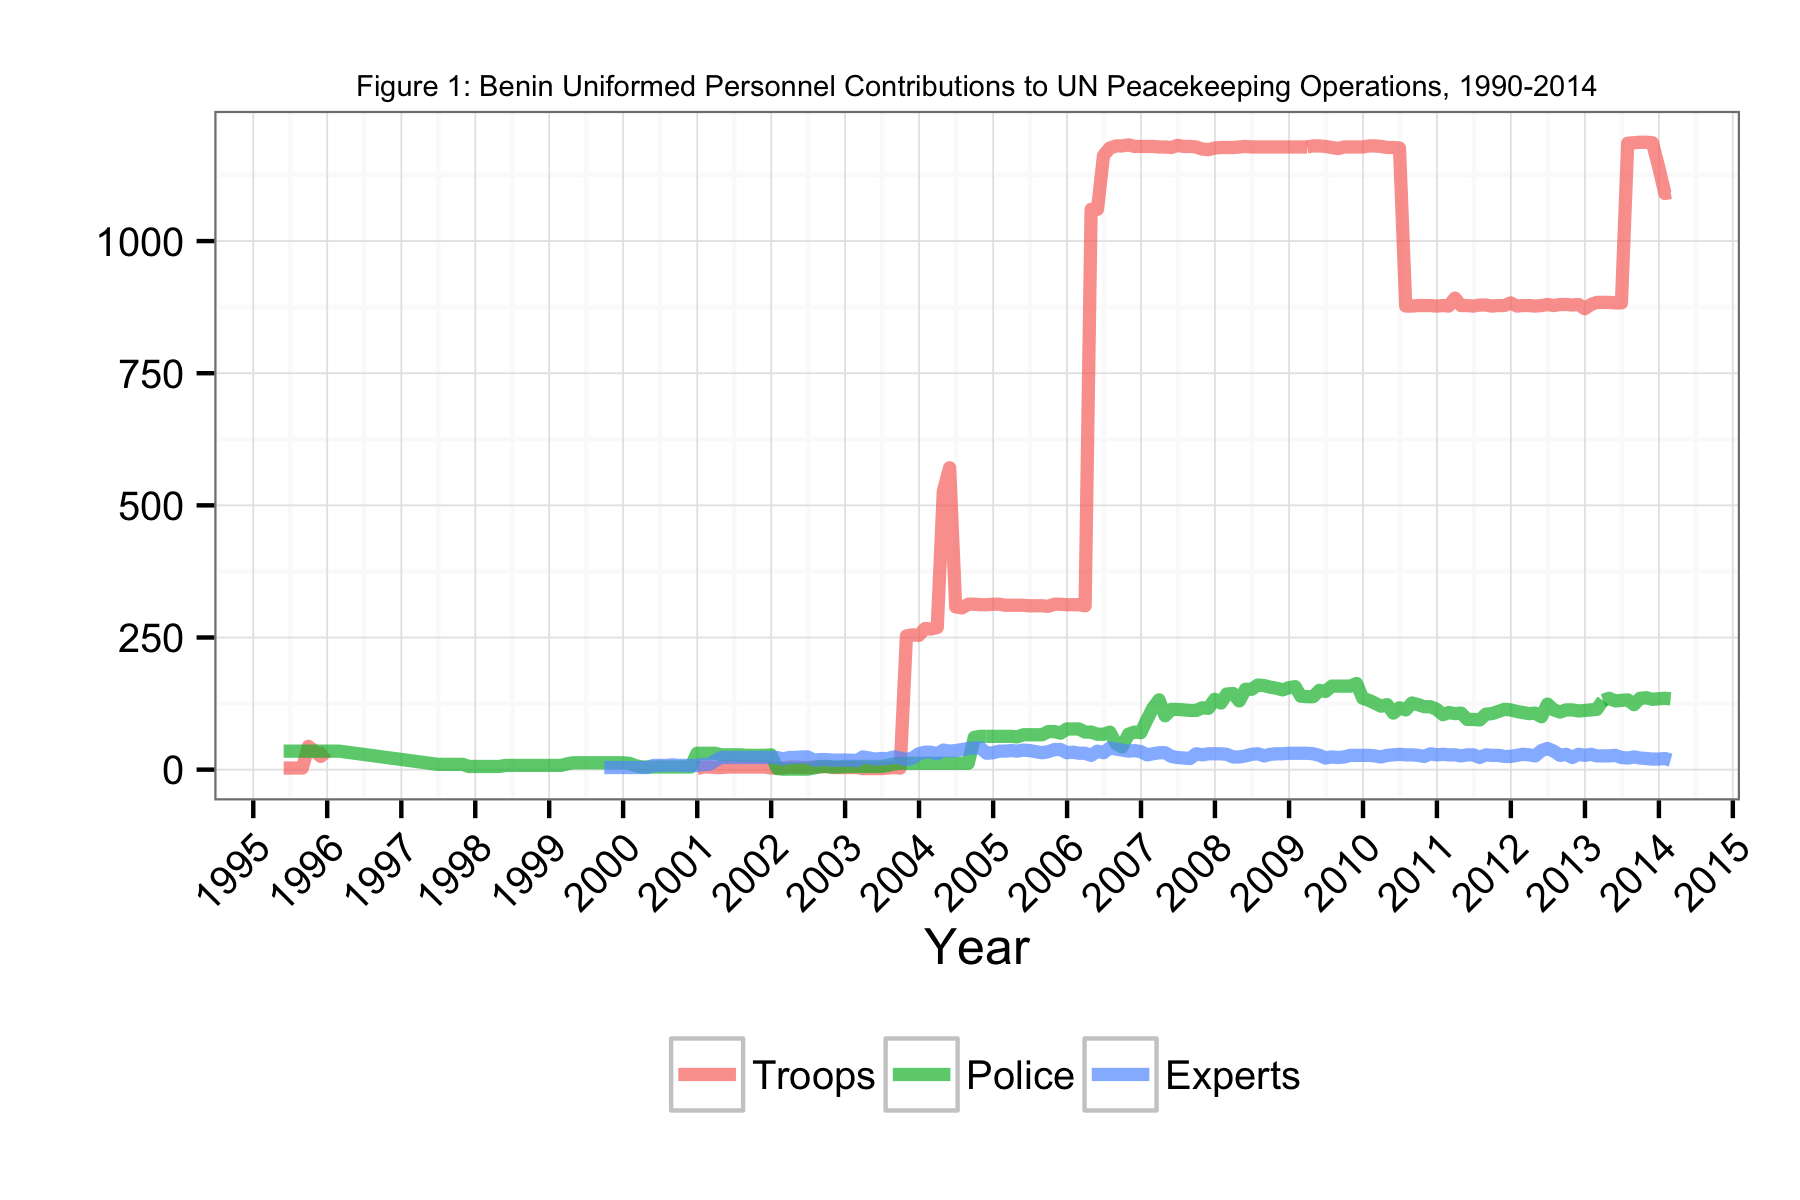 Figure 1: Benin Uniformed Personnel Contributions to UN Peacekeeping Operations, 1990-2014
1000
750
500
250
0
1995 1996 1997 1998 1999 2000 2001 2002 2003 2004 2005 2006 2007 2008 2009 2010 2011 2012 2013 2014 2015
Year
Troops Police Experts